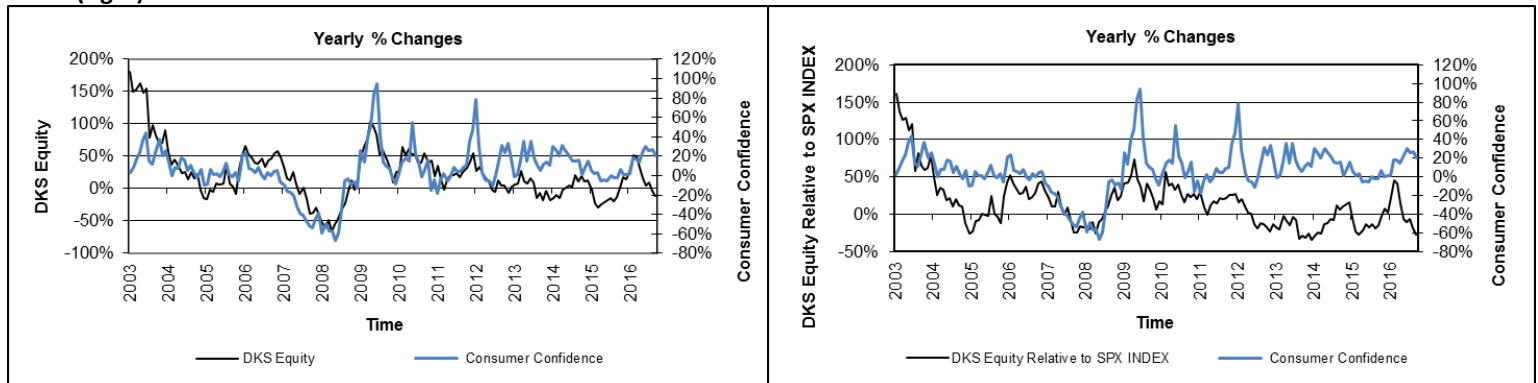 Yearly % Changes
200%
150%
100%
50%
0%
-50%
-100%
DKS Equity
120%
100%
80%
60%
40%
20%
0%
-20%
-40%
-60%
-80%
Consumer Confidence
2003 2004 2005 2006 2007 2008 2009 2010 2011 2012 2013 2014 2015 2016
Time
DKS Equity Consumer Confidence
Yearly % Changes
200%
150%
100%
50%
0%
-50%
DKS Equity Relative to SPX INDEX
120%
100%
80%
60%
40%
20%
0%
-20%
-40%
-60%
-80%
Consumer Confidence
2003 2004 2005 2006 2007 2008 2009 2010 2011 2012 2013 2014 2015 2016
Time
DKS Equity Relative to SPX INDEX Consumer Confidence